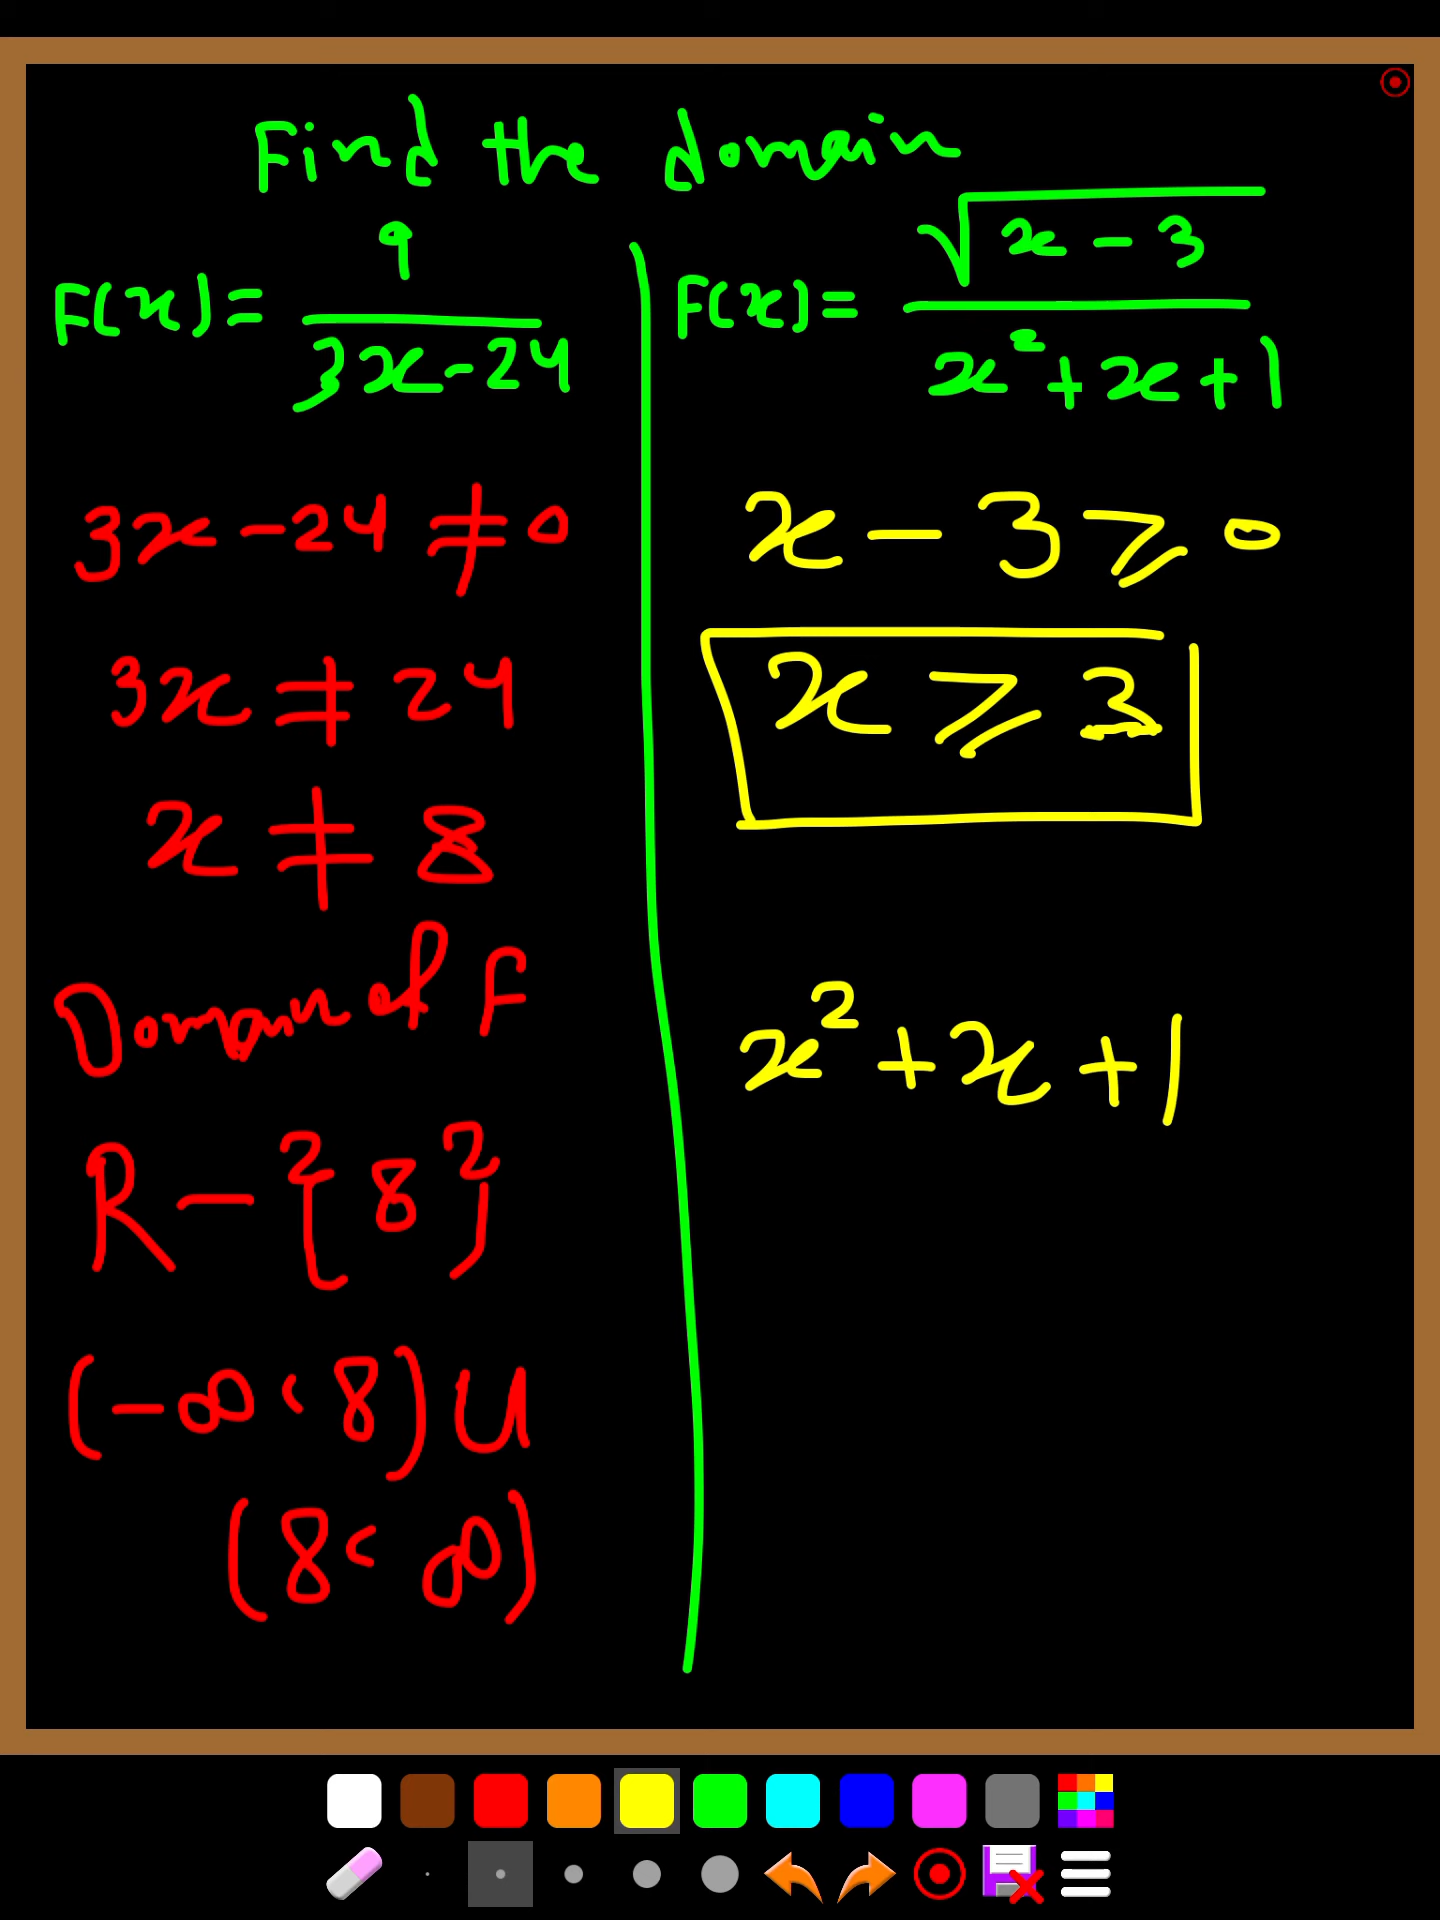 Find the domain
F(x) = 9 / 3x-24
3x-24 ≠ 0
3x ≠ 24
x ≠ 8
Domain of F
R - {8}
(-∞ , 8) U
(8 , ∞)
F(x) = √x - 3 / x² + x + 1
x - 3 ≥ 0
x ≥ 3
x² + x + 1